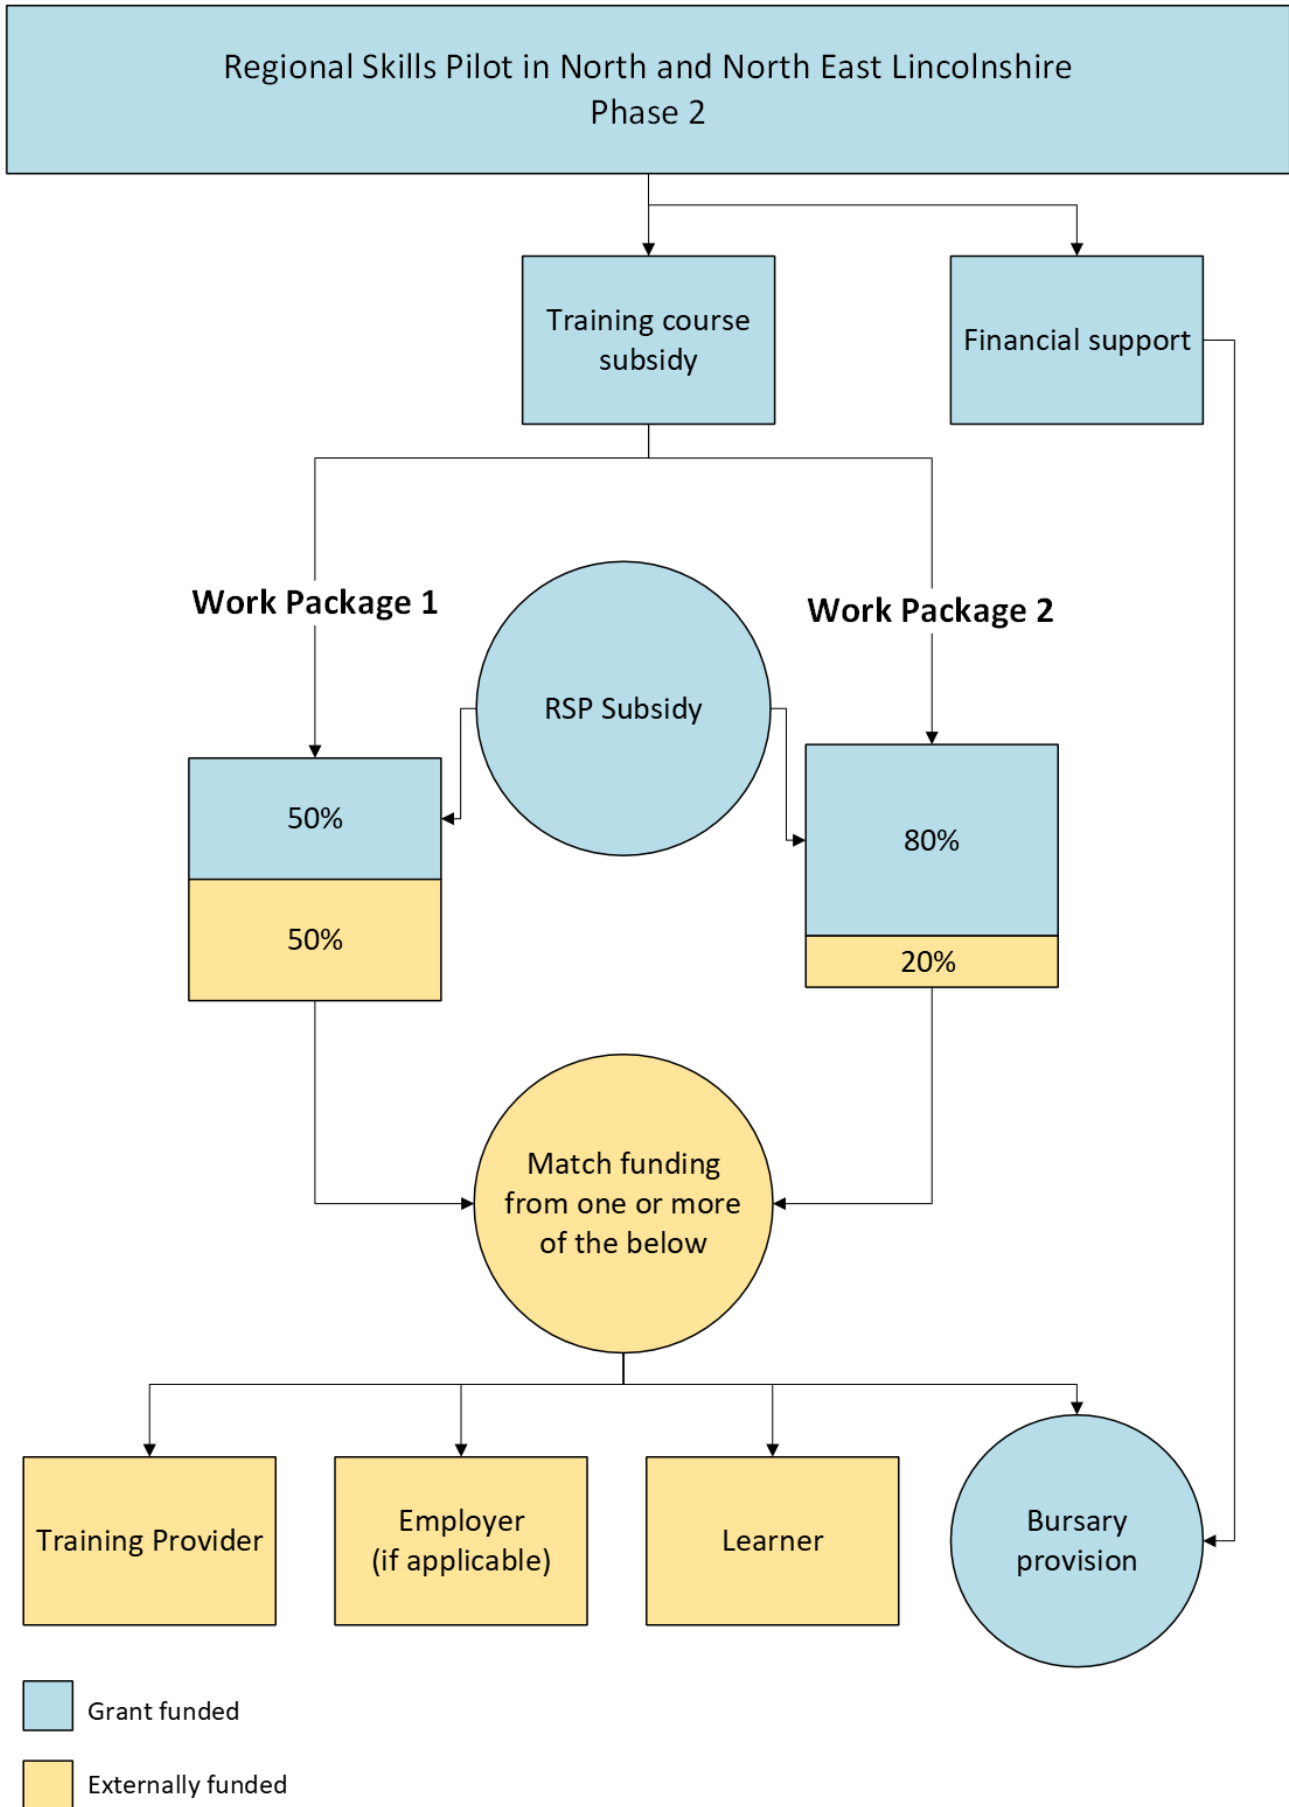 Regional Skills Pilot in North and North East Lincolnshire
Phase 2
Training course
subsidy
Financial support
Work Package 1
Work Package 2
RSP Subsidy
50%
80%
50%
20%
Match funding
from one or more
of the below
Training Provider
Employer
(if applicable)
Learner
Bursary
provision
Grant funded
Externally funded